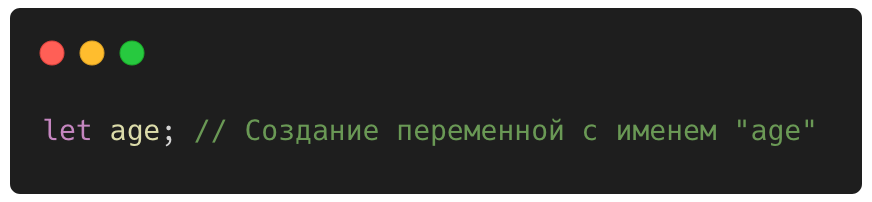 let age; // Создание переменной с именем "age"